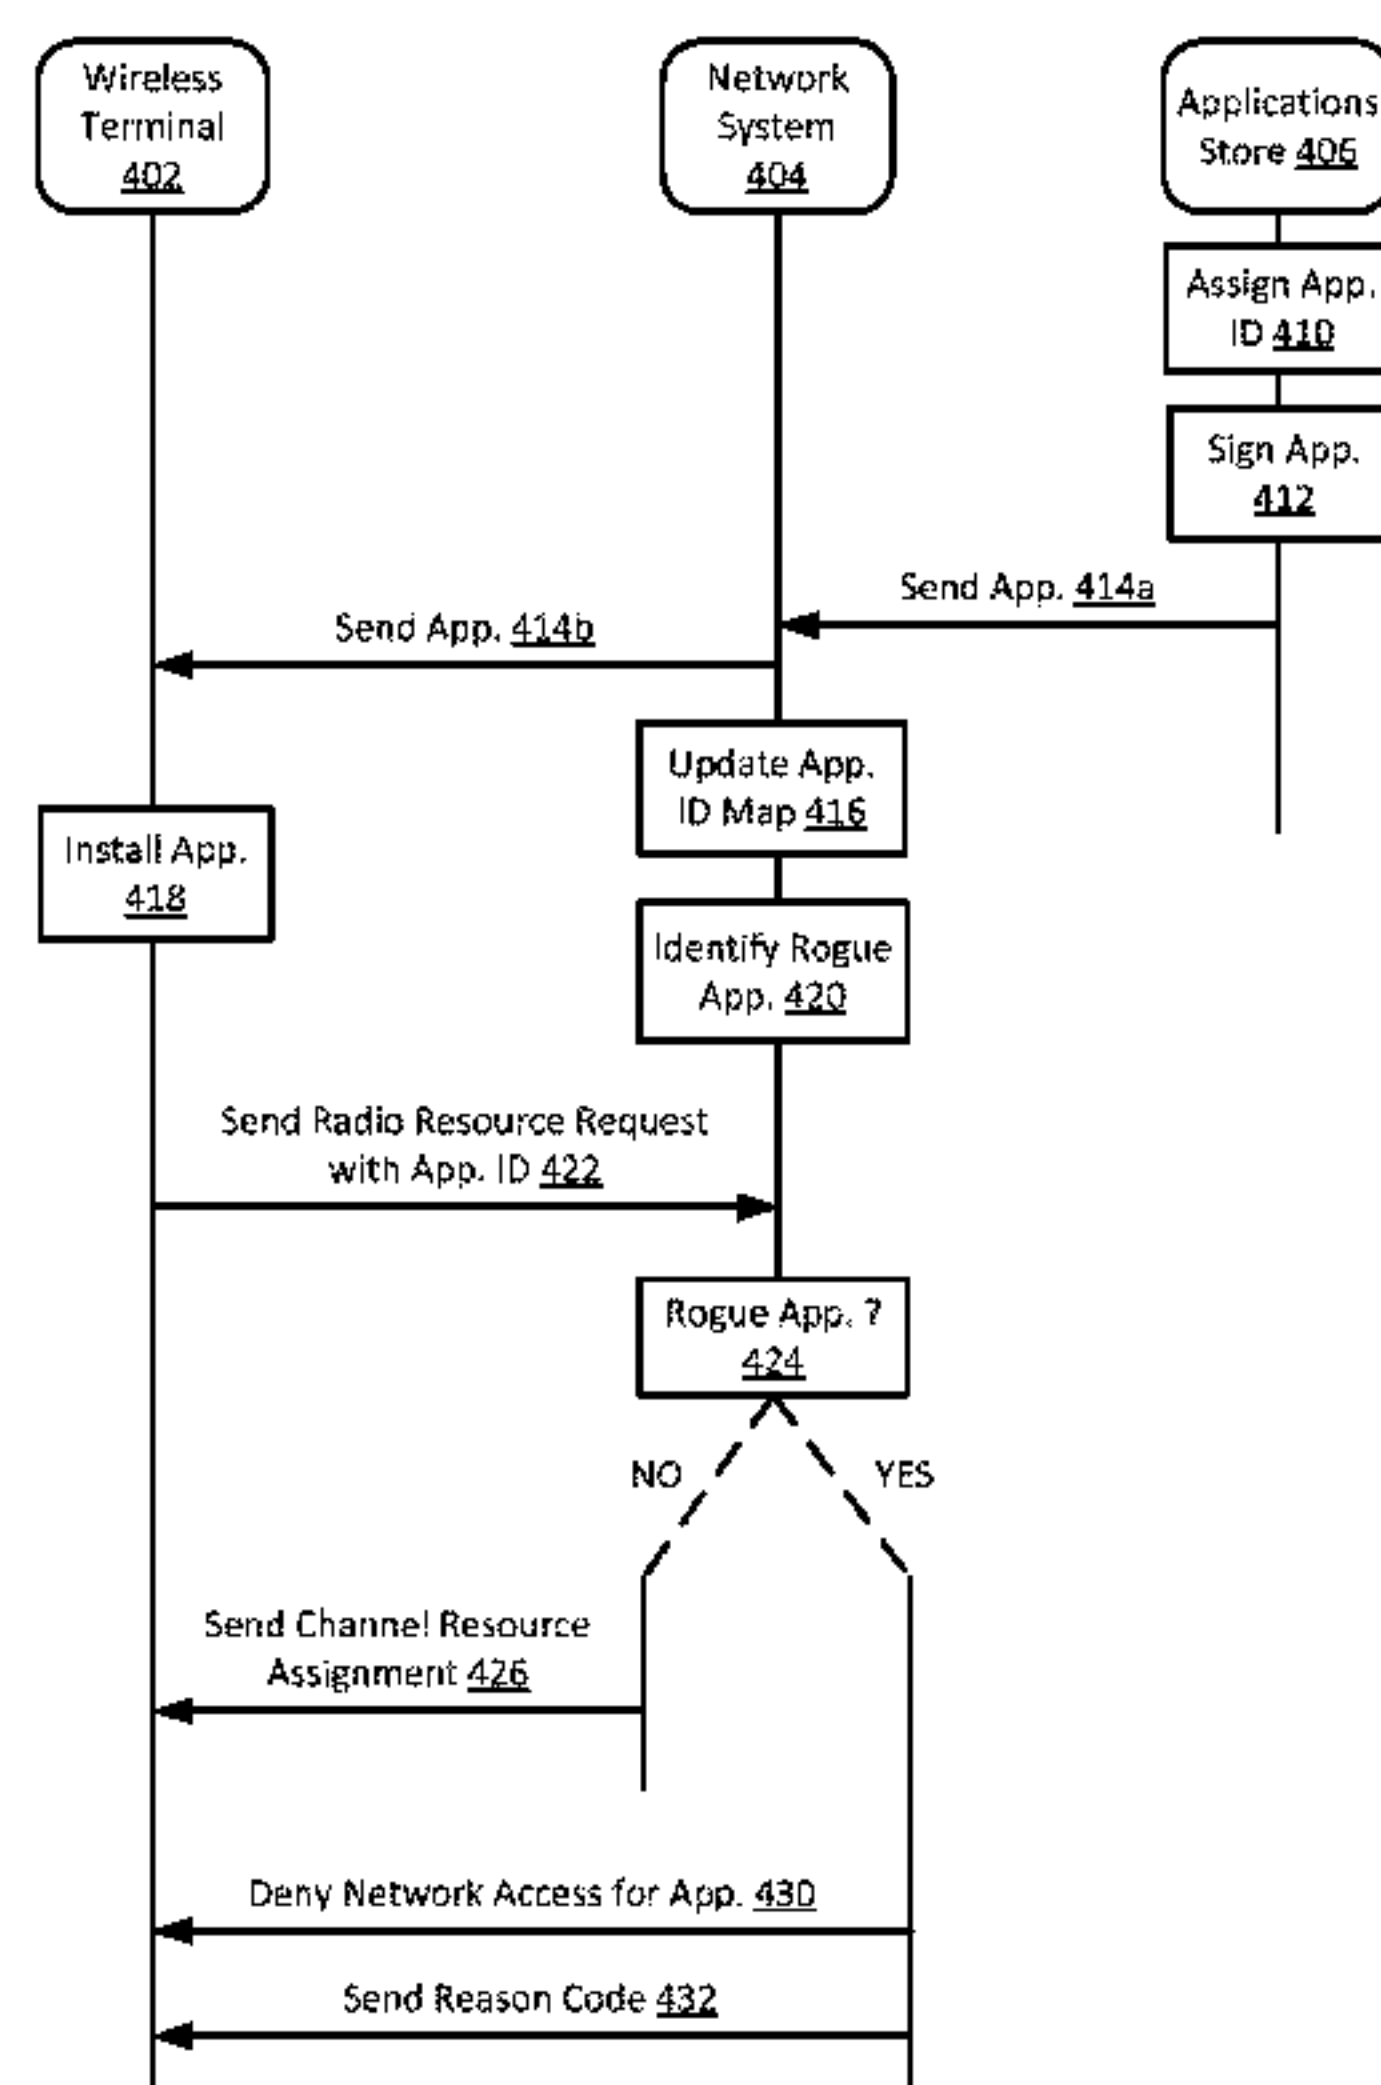 Wireless
Terminal
402
Network
System
404
Applications
Store 406
Assign App.
ID 410
Sign App.
412
Send App. 414a
Send App. 414b
Update App.
ID Map 416
Install App.
418
Identify Rogue
App. 420
Send Radio Resource Request
with App. ID 422
Rogue App. ?
424
NO
YES
Send Channel Resource
Assignment 426
Deny Network Access for App. 430
Send Reason Code 432